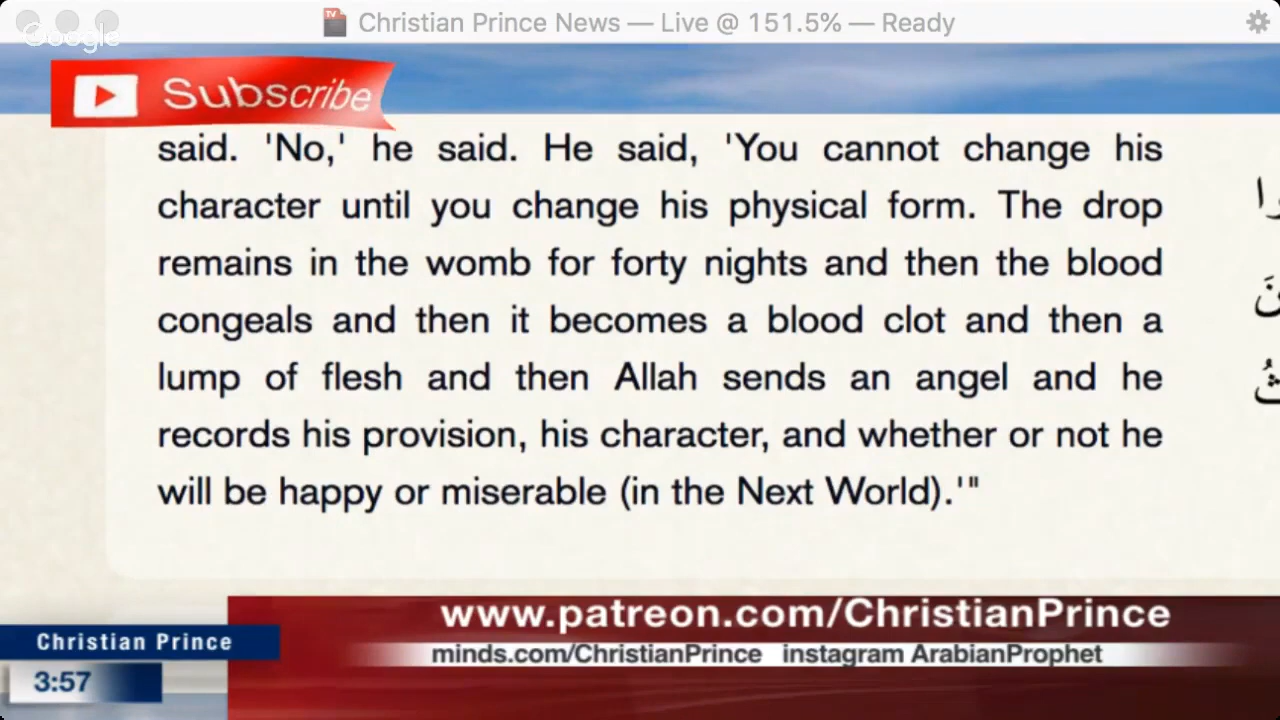 Christian Prince News — Live @ 151.5% — Ready
Google
Subscribe
said. 'No,' he said. He said, 'You cannot change his
character until you change his physical form. The drop
remains in the womb for forty nights and then the blood
congeals and then it becomes a blood clot and then a
lump of flesh and then Allah sends an angel and he
records his provision, his character, and whether or not he
will be happy or miserable (in the Next World).'"
www.patreon.com/ChristianPrince
Christian Prince
minds.com/ChristianPrince instagram ArabianProphet
3:57